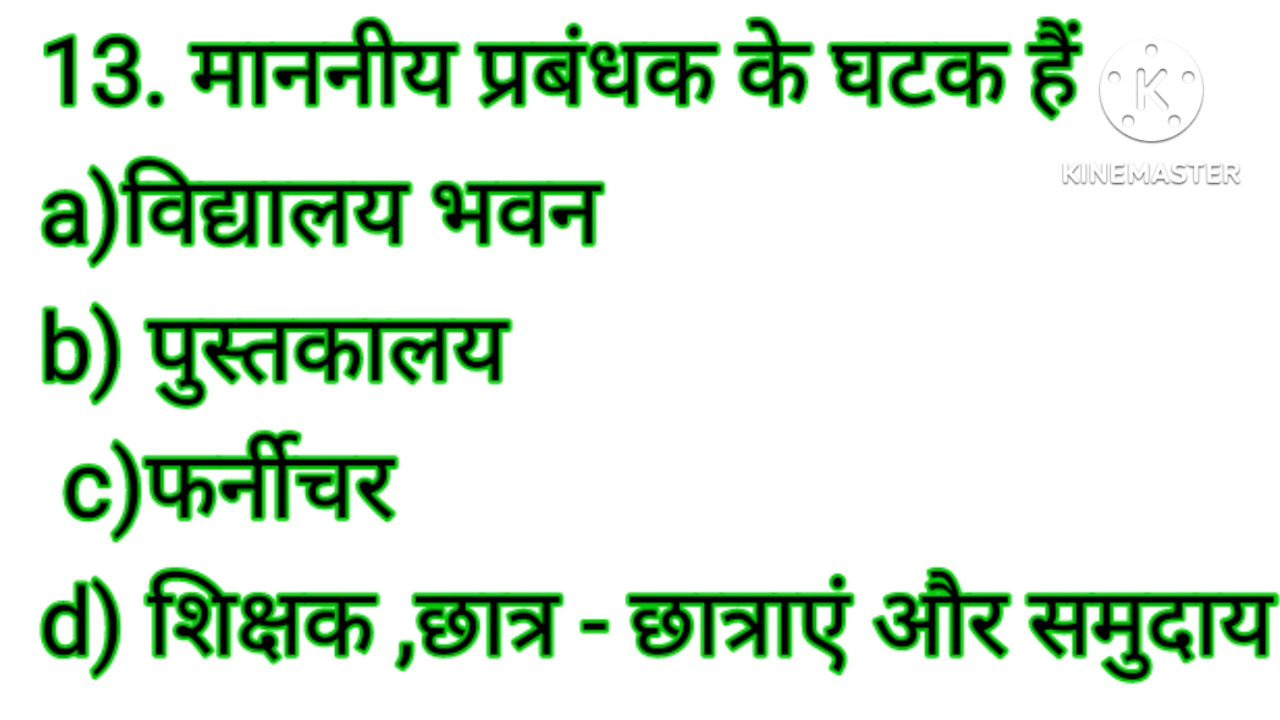 13. माननीय प्रबंधक के घटक हैं
KINEMASTER
a)विद्यालय भवन
b) पुस्तकालय
c)फर्नीचर
d) शिक्षक ,छात्र - छात्राएं और समुदाय